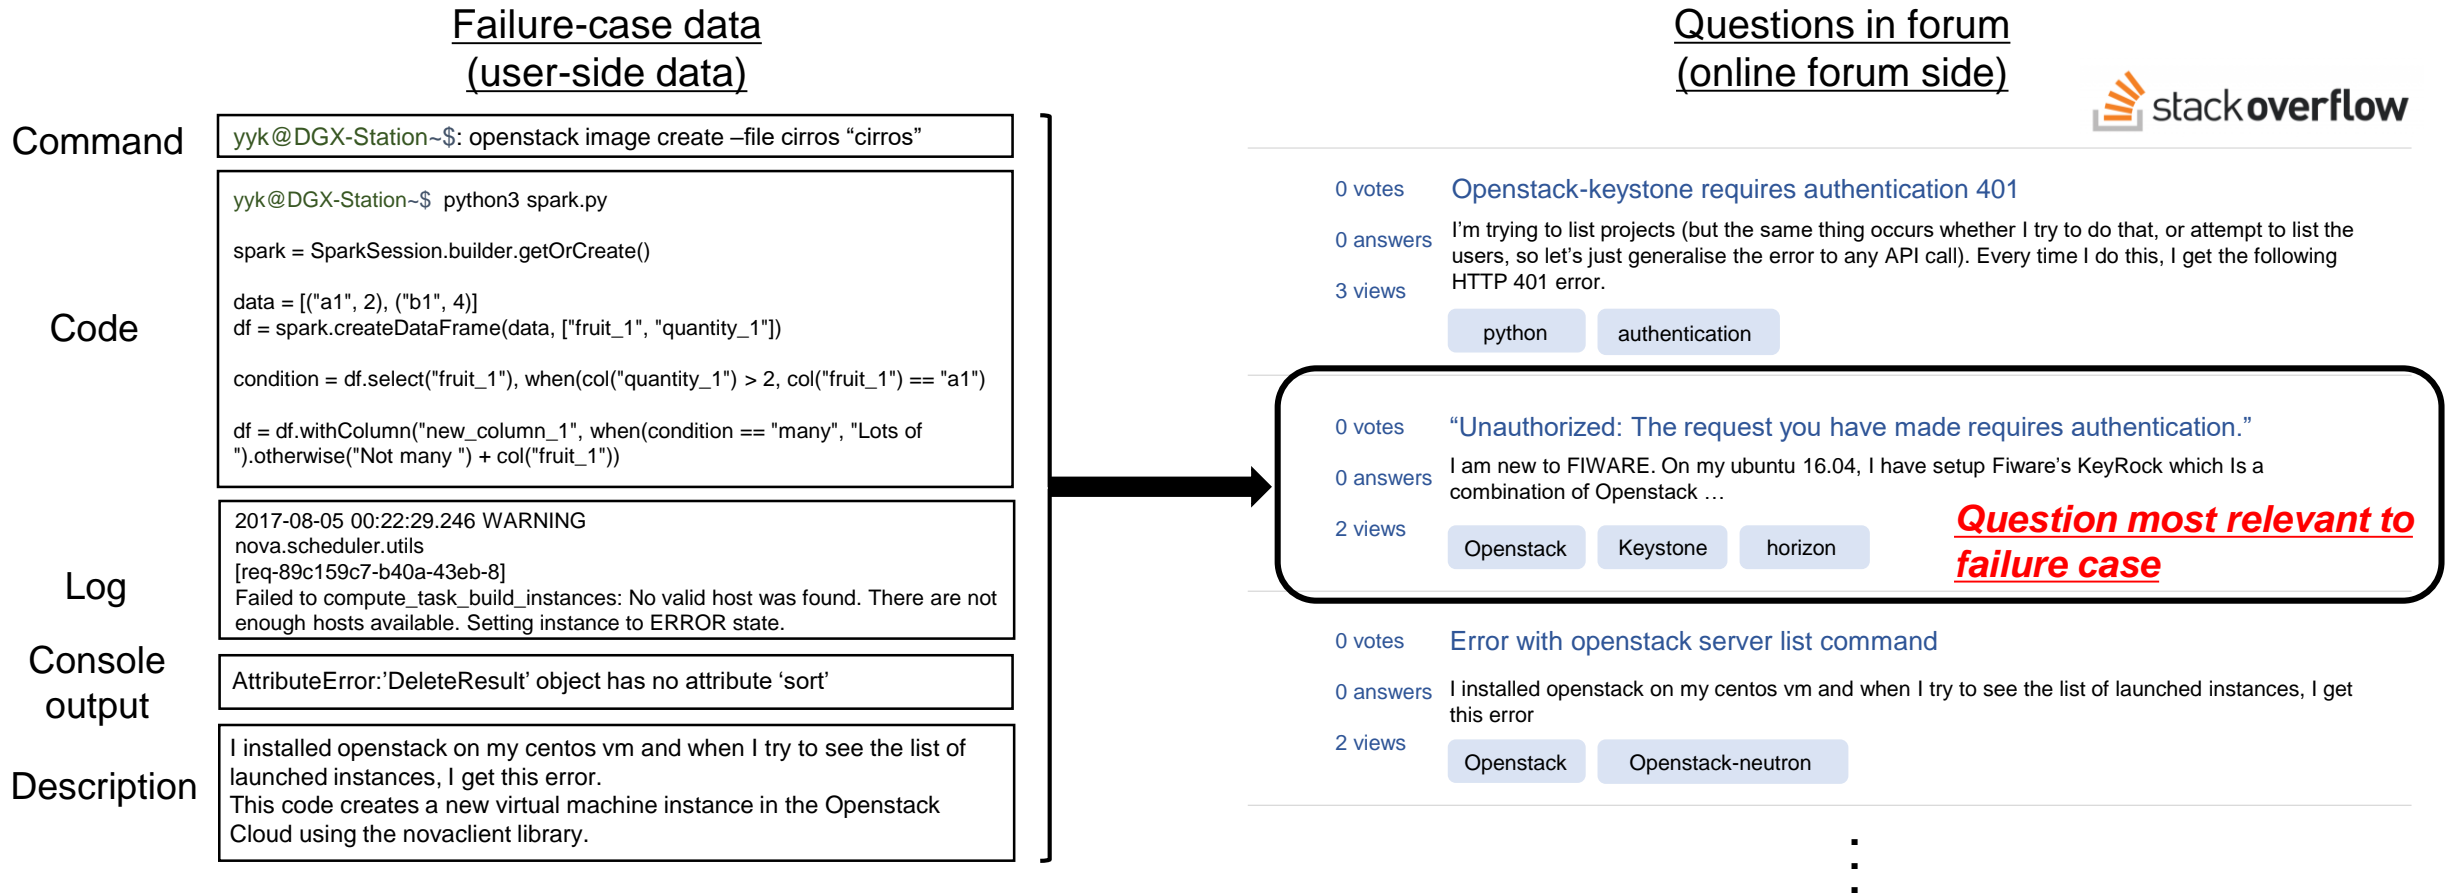 Failure-case data
(user-side data)
Command
yyk@DGX-Station~$: openstack image create –file cirros “cirros”
Code
yyk@DGX-Station~$ python3 spark.py
spark = SparkSession.builder.getOrCreate()
data = [("a1", 2), ("b1", 4)]
df = spark.createDataFrame(data, ["fruit_1", "quantity_1"])
condition = df.select("fruit_1"), when(col("quantity_1") > 2, col("fruit_1") == "a1")
df = df.withColumn("new_column_1", when(condition == "many", "Lots of
").otherwise("Not many ") + col("fruit_1"))
Log
2017-08-05 00:22:29.246 WARNING
nova.scheduler.utils
[req-89c159c7-b40a-43eb-8]
Failed to compute_task_build_instances: No valid host was found. There are not
enough hosts available. Setting instance to ERROR state.
Console
output
AttributeError:’DeleteResult’ object has no attribute ‘sort’
Description
I installed openstack on my centos vm and when I try to see the list of
launched instances, I get this error.
This code creates a new virtual machine instance in the Openstack
Cloud using the novaclient library.
Questions in forum
(online forum side)
stackoverflow
0 votes
0 answers
3 views
Openstack-keystone requires authentication 401
I’m trying to list projects (but the same thing occurs whether I try to do that, or attempt to list the
users, so let’s just generalise the error to any API call). Every time I do this, I get the following
HTTP 401 error.
python
authentication
0 votes
0 answers
2 views
“Unauthorized: The request you have made requires authentication.”
I am new to FIWARE. On my ubuntu 16.04, I have setup Fiware’s KeyRock which Is a
combination of Openstack …
Openstack
Keystone
horizon
Question most relevant to
failure case
0 votes
0 answers
2 views
Error with openstack server list command
I installed openstack on my centos vm and when I try to see the list of launched instances, I get
this error
Openstack
Openstack-neutron